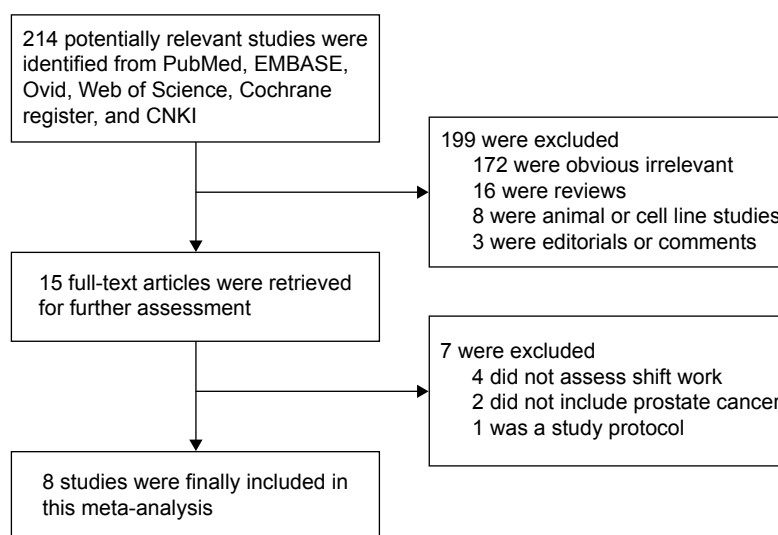 214 potentially relevant studies were
identified from PubMed, EMBASE,
Ovid, Web of Science, Cochrane
register, and CNKI
199 were excluded
172 were obvious irrelevant
16 were reviews
8 were animal or cell line studies
3 were editorials or comments
15 full-text articles were retrieved
for further assessment
7 were excluded
4 did not assess shift work
2 did not include prostate cancer
1 was a study protocol
8 studies were finally included in
this meta-analysis